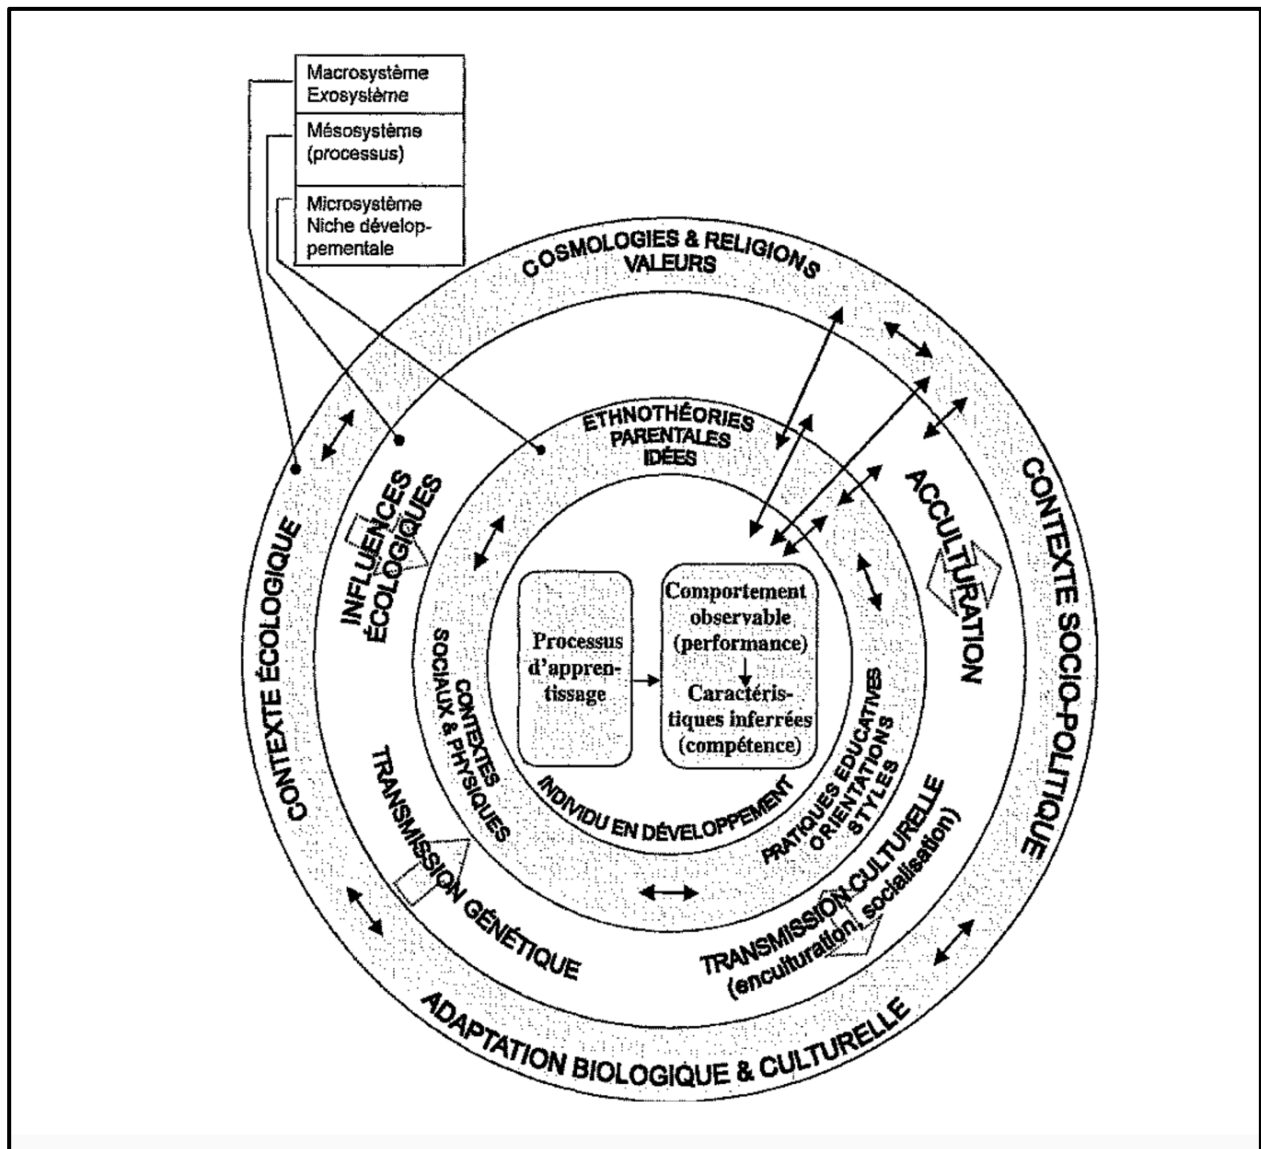 Macrosystème
Exosystème
Mésosystème
(processus)
Microsystème
Niche dévelop-
pementale
COSMOLOGIES & RELIGIONS
VALEURS
ETHNOTHÉORIES
PARENTALES
IDÉES
INFLUENCES
ÉCOLOGIQUES
ACCULTURATION
CONTEXTE ÉCOLOGIQUE
CONTEXTE SOCIO-POLITIQUE
Processus
d'appren-
tissage
Comportement
observable
(performance)
Caractéris-
tiques inferrées
(compétence)
CONTEXTES
SOCIAUX & PHYSIQUES
INDIVIDU EN DÉVELOPPEMENT
PRATIQUES EDUCATIVES
ORIENTATIONS
STYLES
TRANSMISSION GÉNÉTIQUE
TRANSMISSION CULTURELLE
(enculturation, socialisation)
ADAPTATION BIOLOGIQUE & CULTURELLE